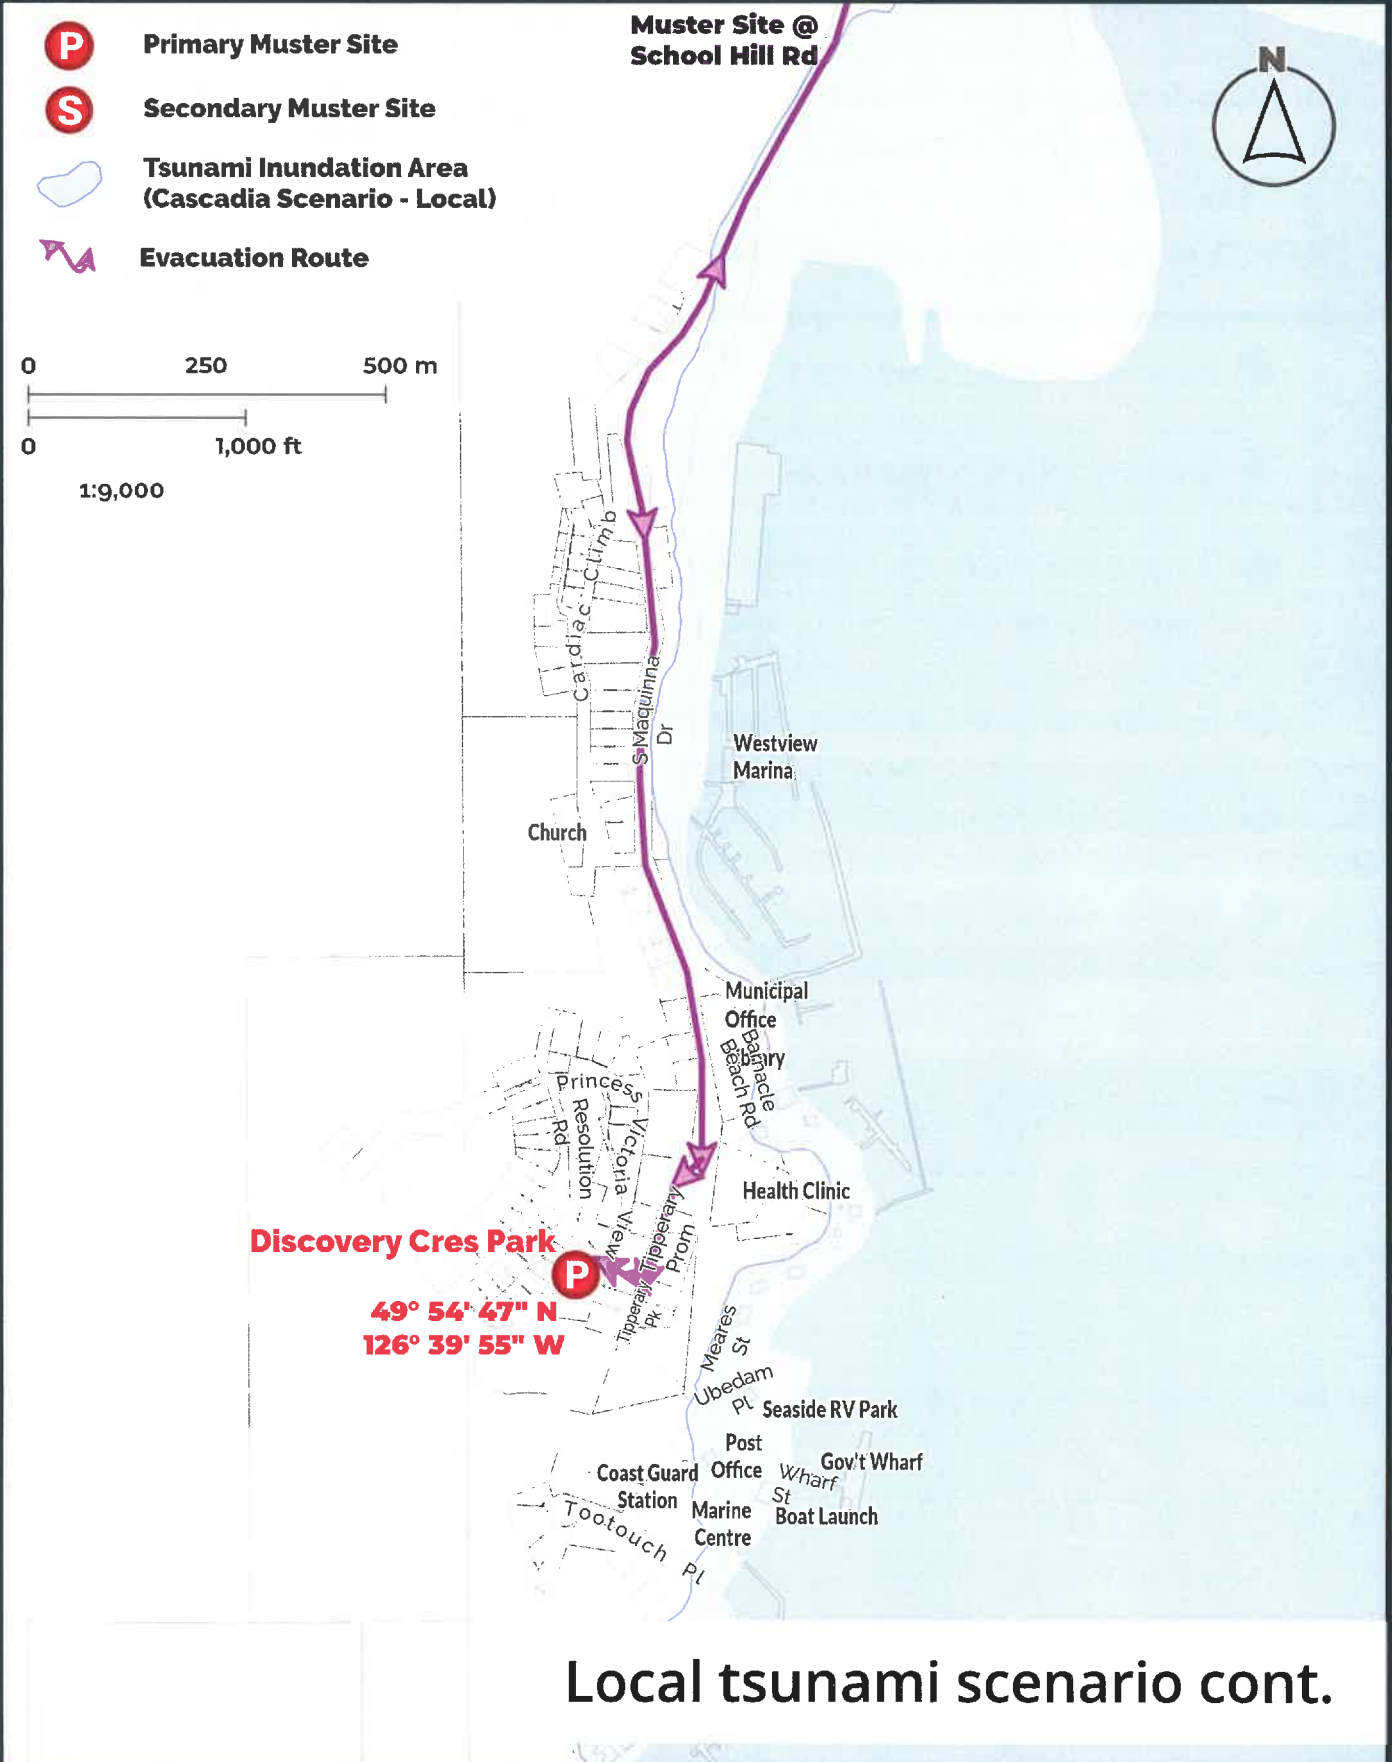 P Primary Muster Site
S Secondary Muster Site
Tsunami Inundation Area
(Cascadia Scenario - Local)
Evacuation Route
Muster Site @
School Hill Rd
N
0 250 500 m
0 1,000 ft
1:9,000
Cardiac Climb
S Maquinna
Dr
Westview
Marina
Church
Municipal
Office
Library
Barnacle
Beach Rd
Princess
Victoria
View
Resolution
Rd
Health Clinic
Tipperary
Prom
Discovery Cres Park
P
49° 54' 47" N
126° 39' 55" W
Tipperary
Pk
Meares
St
Ubedam
Pl
Seaside RV Park
Post
Office
Gov't Wharf
Wharf
St
Coast Guard
Station
Marine
Centre
Boat Launch
Tootouch Pl
Local tsunami scenario cont.